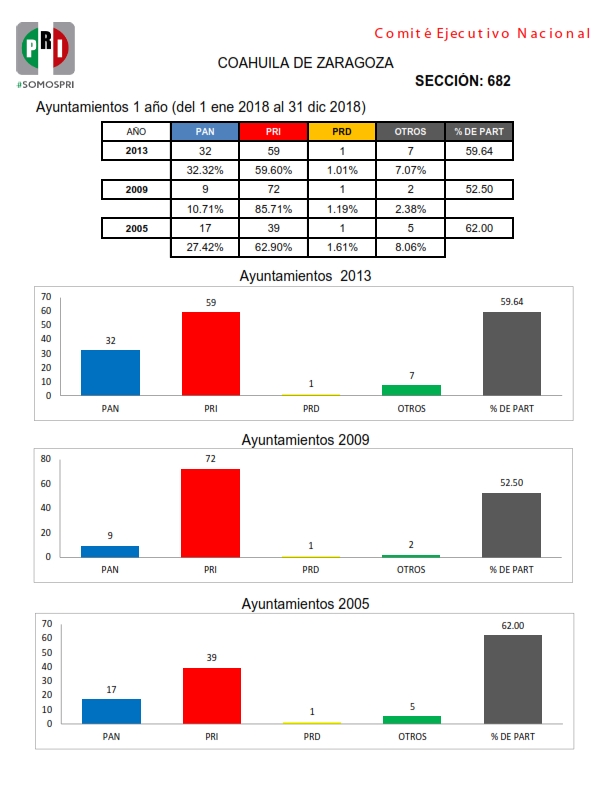 Comité Ejecutivo Nacional
PRI
#SOMOSPRI
COAHUILA DE ZARAGOZA
SECCIÓN: 682
Ayuntamientos 1 año (del 1 ene 2018 al 31 dic 2018)
AÑO PAN PRI PRD OTROS % DE PART
2013 32 59 1 7 59.64
32.32% 59.60% 1.01% 7.07%
2009 9 72 1 2 52.50
10.71% 85.71% 1.19% 2.38%
2005 17 39 1 5 62.00
27.42% 62.90% 1.61% 8.06%
Ayuntamientos 2013
70
60
50
40
30
20
10
0
32
59
1
7
59.64
PAN PRI PRD OTROS % DE PART
Ayuntamientos 2009
80
60
40
20
0
9
72
1
2
52.50
PAN PRI PRD OTROS % DE PART
Ayuntamientos 2005
70
60
50
40
30
20
10
0
17
39
1
5
62.00
PAN PRI PRD OTROS % DE PART